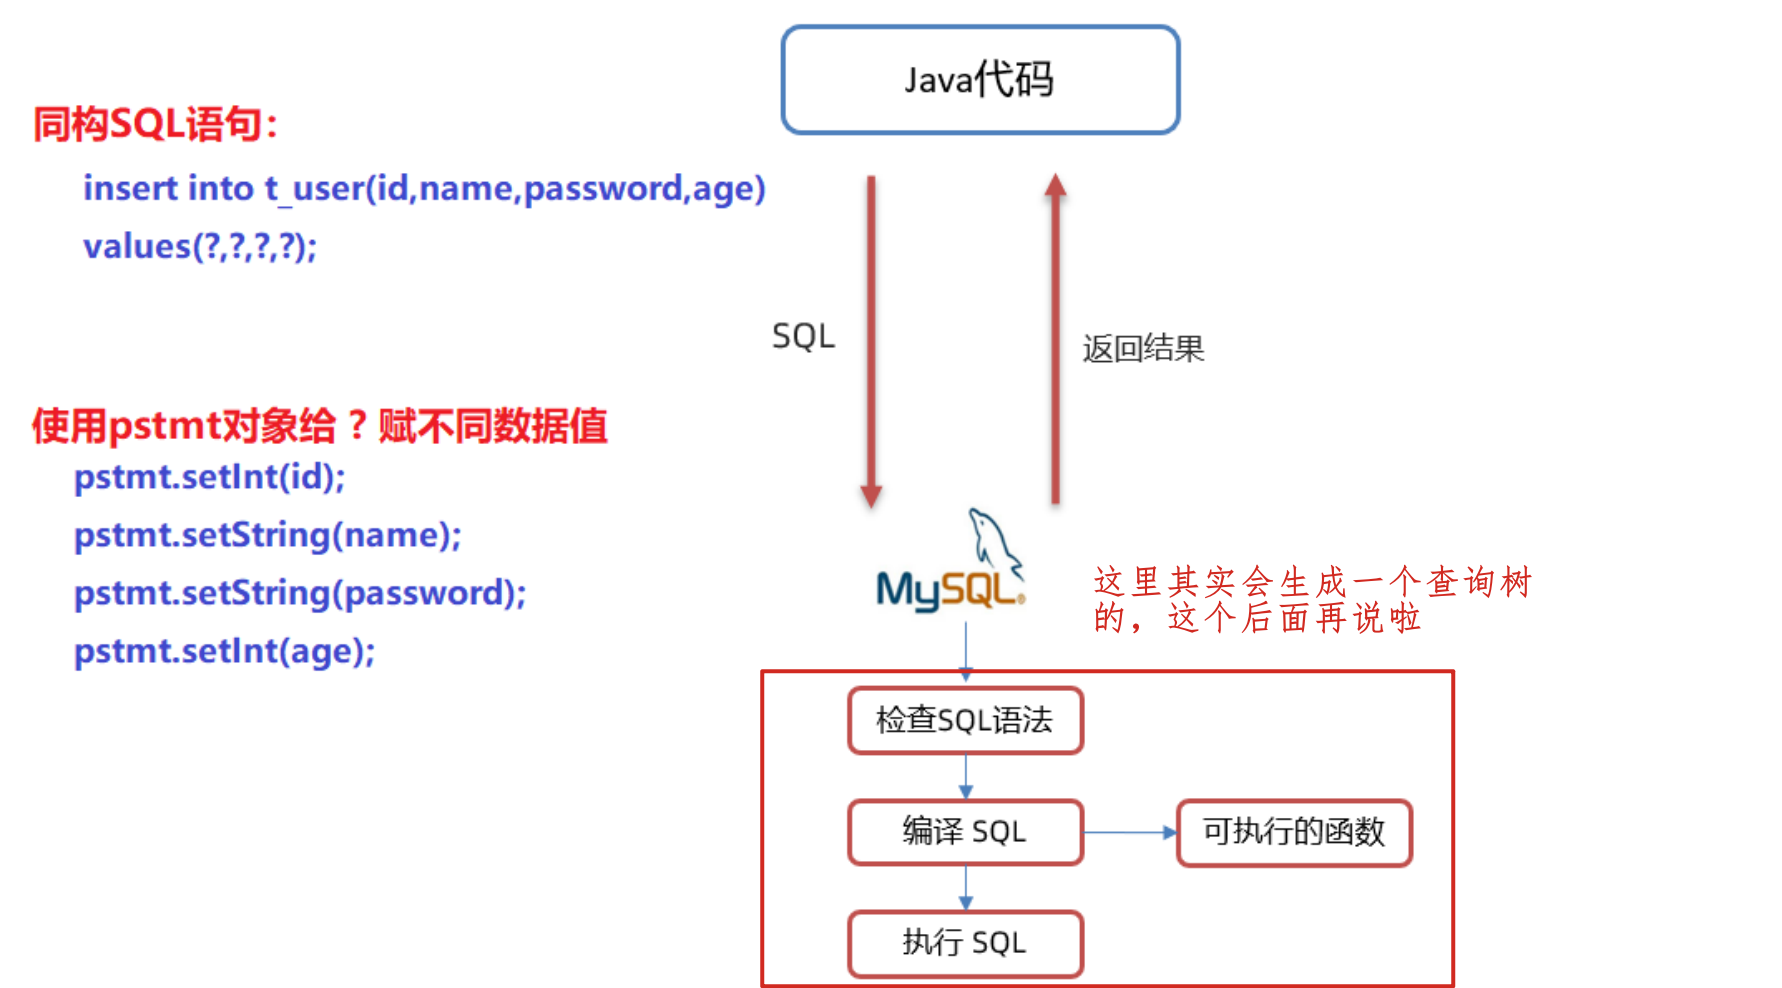 Java代码
同构SQL语句：
insert into t_user(id,name,password,age)
values(?,?,?,?);
SQL
返回结果
使用pstmt对象给？赋不同数据值
pstmt.setInt(id);
pstmt.setString(name);
pstmt.setString(password);
pstmt.setInt(age);
MySQL®
这里其实会生成一个查询树
的，这个后面再说啦
检查SQL语法
编译 SQL
可执行的函数
执行 SQL